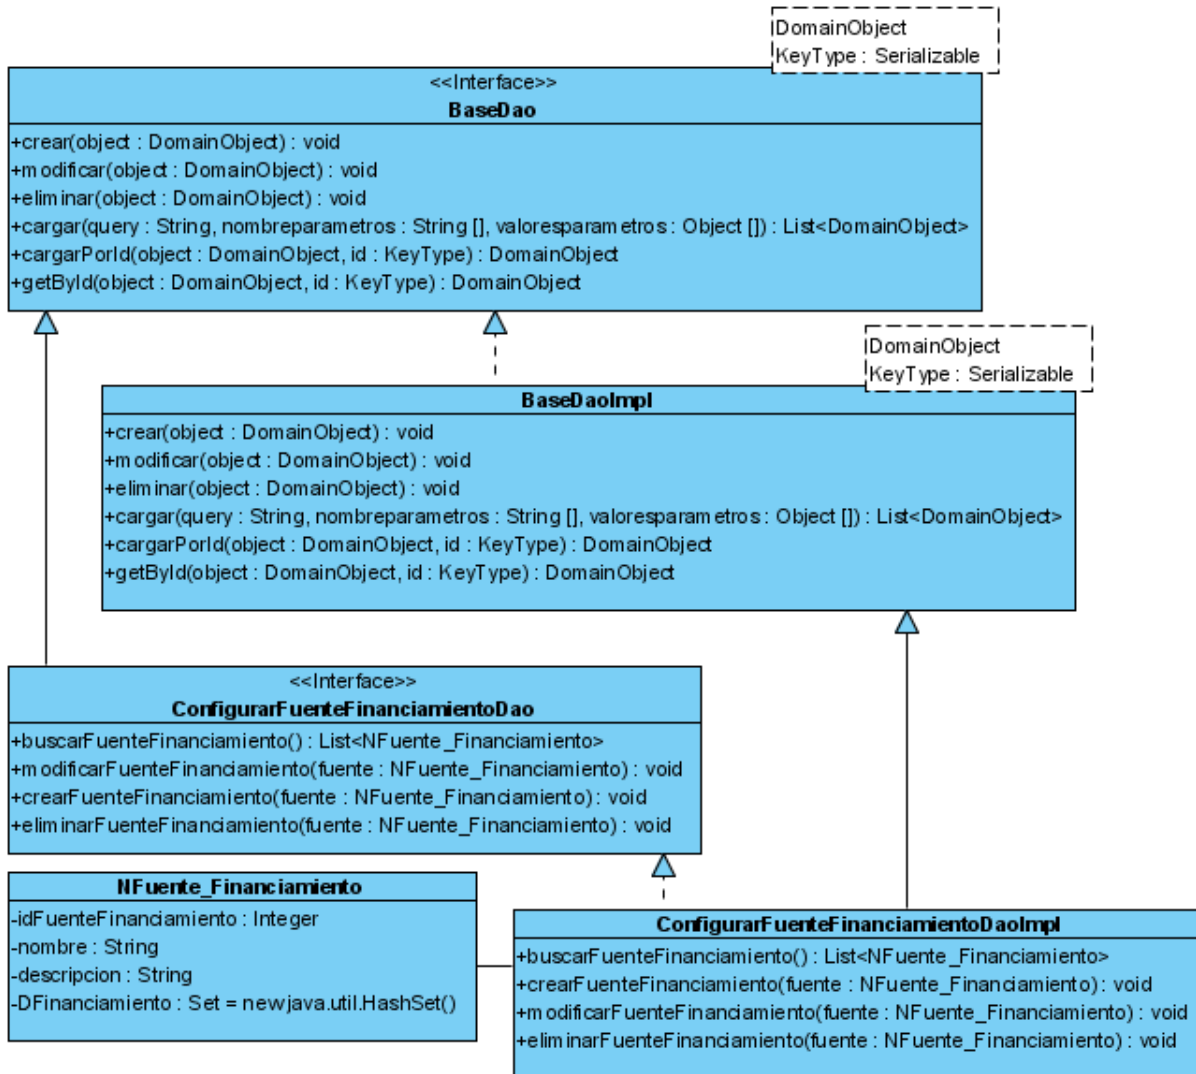 DomainObject
KeyType : Serializable
<<Interface>>
BaseDao
+crear(object : DomainObject) : void
+modificar(object : DomainObject) : void
+eliminar(object : DomainObject) : void
+cargar(query : String, nombreparametros : String [], valoresparametros : Object []) : List<DomainObject>
+cargarPorId(object : DomainObject, id : KeyType) : DomainObject
+getById(object : DomainObject, id : KeyType) : DomainObject
DomainObject
KeyType : Serializable
BaseDaoImpl
+crear(object : DomainObject) : void
+modificar(object : DomainObject) : void
+eliminar(object : DomainObject) : void
+cargar(query : String, nombreparametros : String [], valoresparametros : Object []) : List<DomainObject>
+cargarPorId(object : DomainObject, id : KeyType) : DomainObject
+getById(object : DomainObject, id : KeyType) : DomainObject
<<Interface>>
ConfigurarFuenteFinanciamientoDao
+buscarFuenteFinanciamiento() : List<NFuente_Financiamiento>
+modificarFuenteFinanciamiento(fuente : NFuente_Financiamiento) : void
+crearFuenteFinanciamiento(fuente : NFuente_Financiamiento) : void
+eliminarFuenteFinanciamiento(fuente : NFuente_Financiamiento) : void
NFuente_Financiamiento
-idFuenteFinanciamiento : Integer
-nombre : String
-descripcion : String
-DFinanciamiento : Set = newjava.util.HashSet()
ConfigurarFuenteFinanciamientoDaoImpl
+buscarFuenteFinanciamiento() : List<NFuente_Financiamiento>
+crearFuenteFinanciamiento(fuente : NFuente_Financiamiento) : void
+modificarFuenteFinanciamiento(fuente : NFuente_Financiamiento) : void
+eliminarFuenteFinanciamiento(fuente : NFuente_Financiamiento) : void